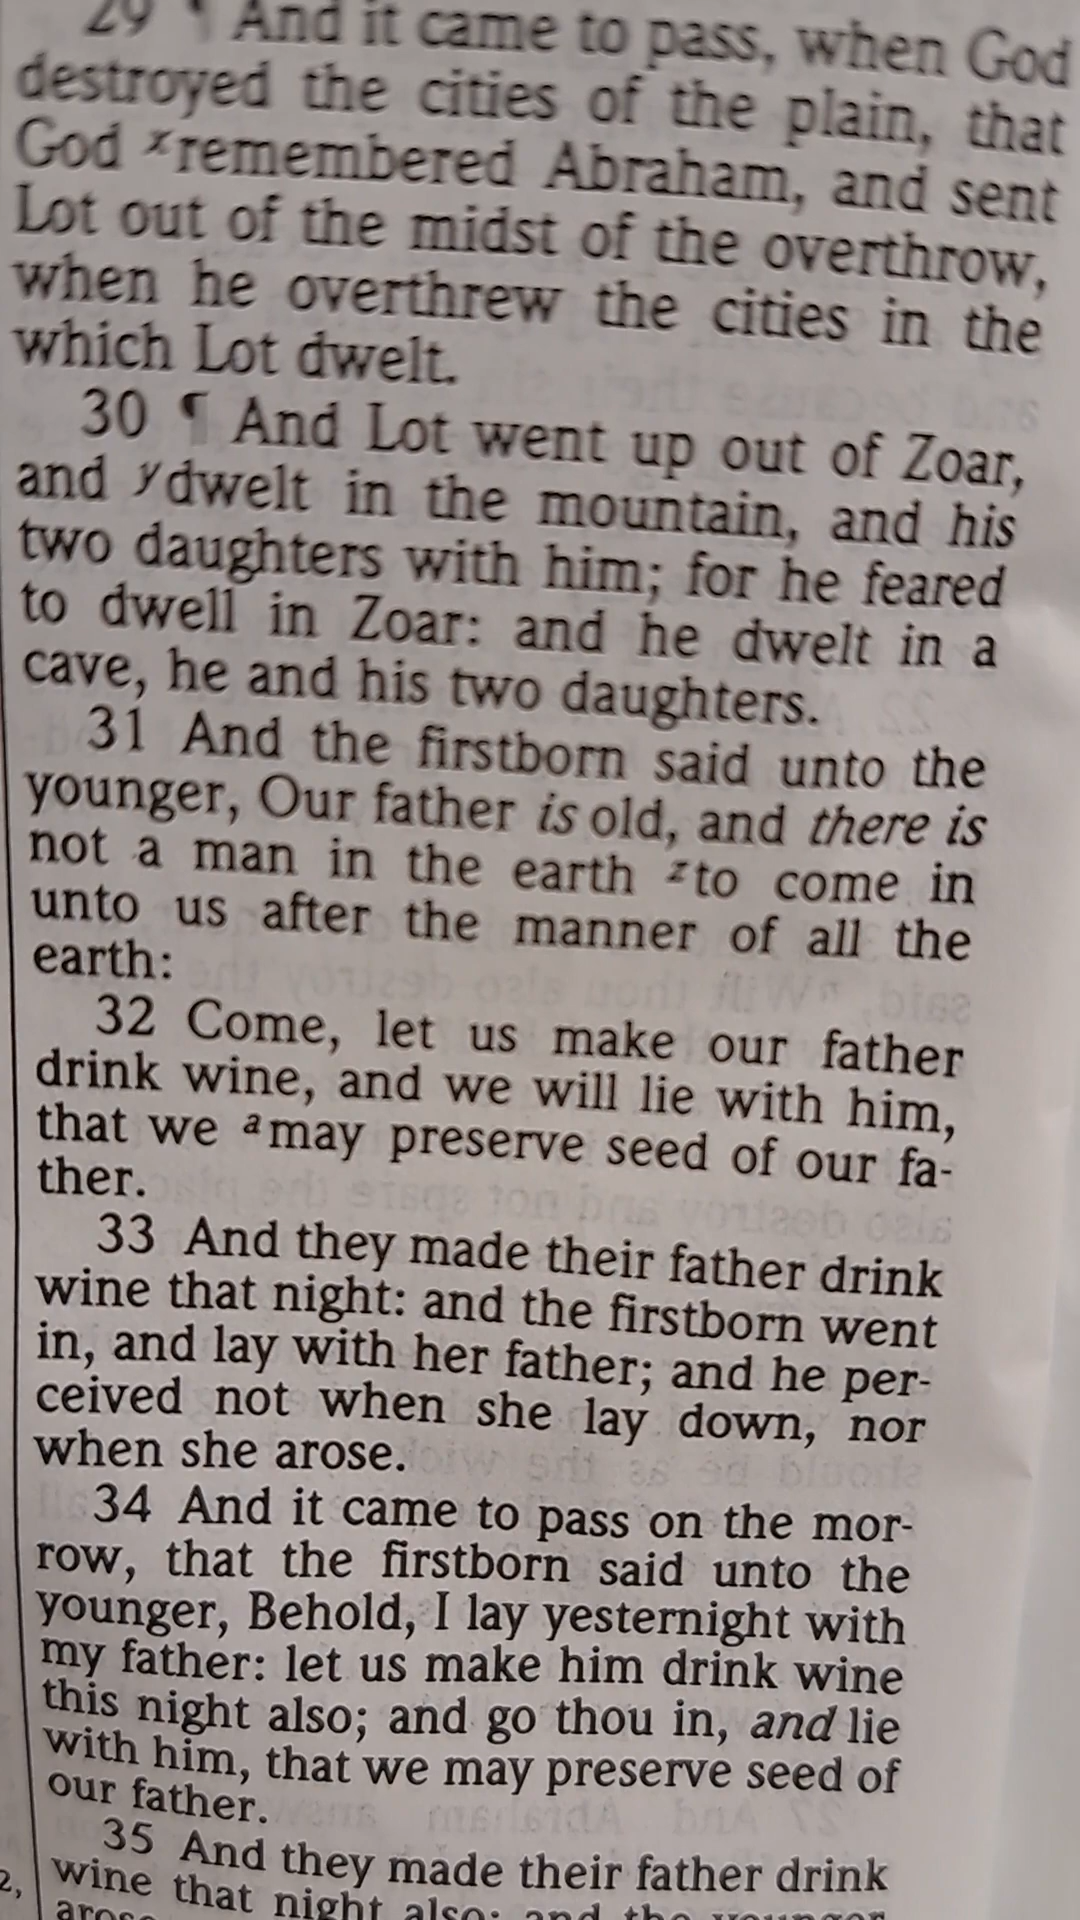 29 ¶ And it came to pass, when God
destroyed the cities of the plain, that
God x remembered Abraham, and sent
Lot out of the midst of the overthrow,
when he overthrew the cities in the
which Lot dwelt.
30 ¶ And Lot went up out of Zoar,
and y dwelt in the mountain, and his
two daughters with him; for he feared
to dwell in Zoar: and he dwelt in a
cave, he and his two daughters.
31 And the firstborn said unto the
younger, Our father is old, and there is
not a man in the earth z to come in
unto us after the manner of all the
earth:
32 Come, let us make our father
drink wine, and we will lie with him,
that we a may preserve seed of our fa-
ther.
33 And they made their father drink
wine that night: and the firstborn went
in, and lay with her father; and he per-
ceived not when she lay down, nor
when she arose.
34 And it came to pass on the mor-
row, that the firstborn said unto the
younger, Behold, I lay yesternight with
my father: let us make him drink wine
this night also; and go thou in, and lie
with him, that we may preserve seed of
our father.
35 And they made their father drink
2, wine that night also: and the younger